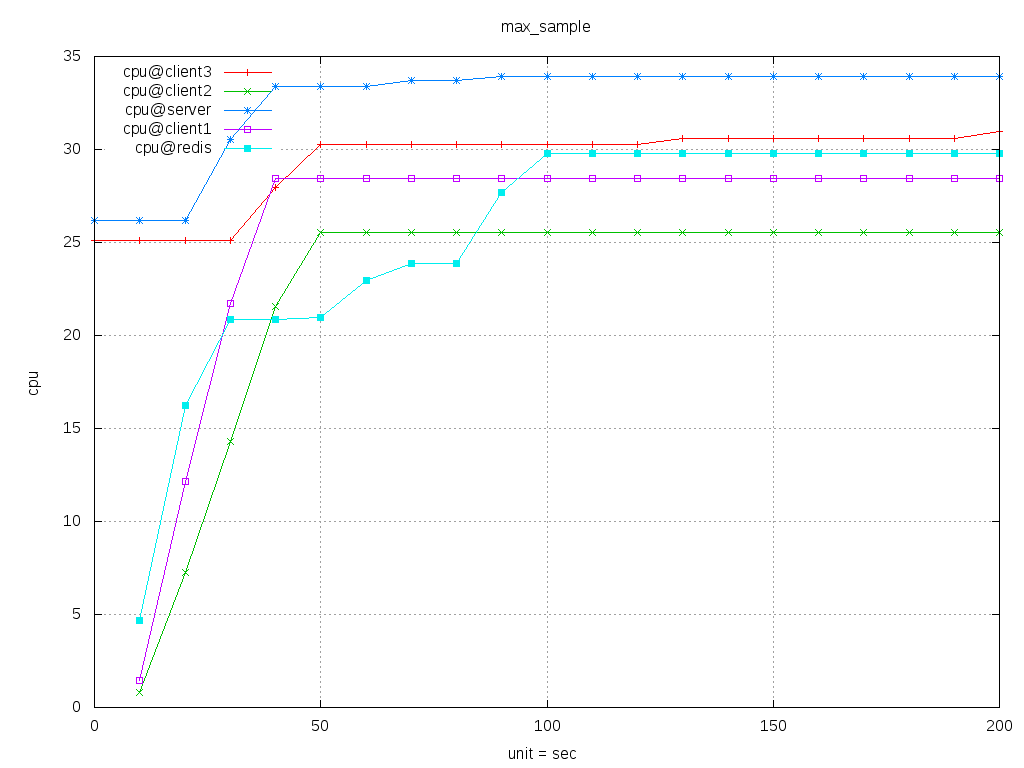 max_sample
35
30
25
20
15
10
5
0
cpu@client3
cpu@client2
cpu@server
cpu@client1
cpu@redis
cpu
0 50 100 150 200
unit = sec